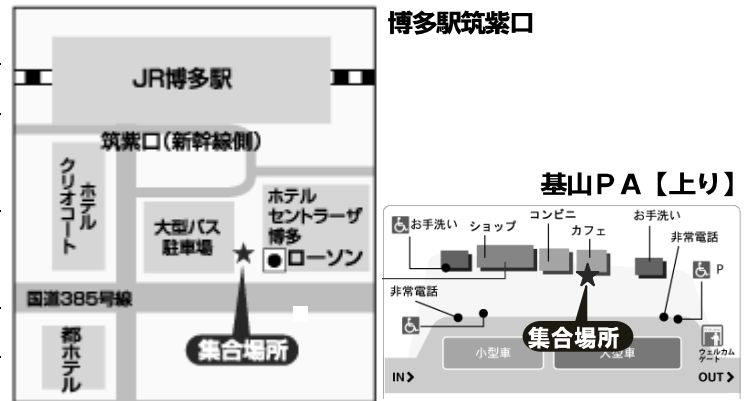 博多駅筑紫口
JR博多駅
筑紫口(新幹線側)
ホテル
クリオコート
大型バス
駐車場
ホテル
セントラーザ
博多
ローソン
国道385号線
都ホテル
集合場所
基山PA【上り】
お手洗い
ショップ
コンビニ
カフェ
お手洗い
非常電話
P
非常電話
集合場所
小型車
大型車
ウェルカム
ゲート
IN>
OUT>